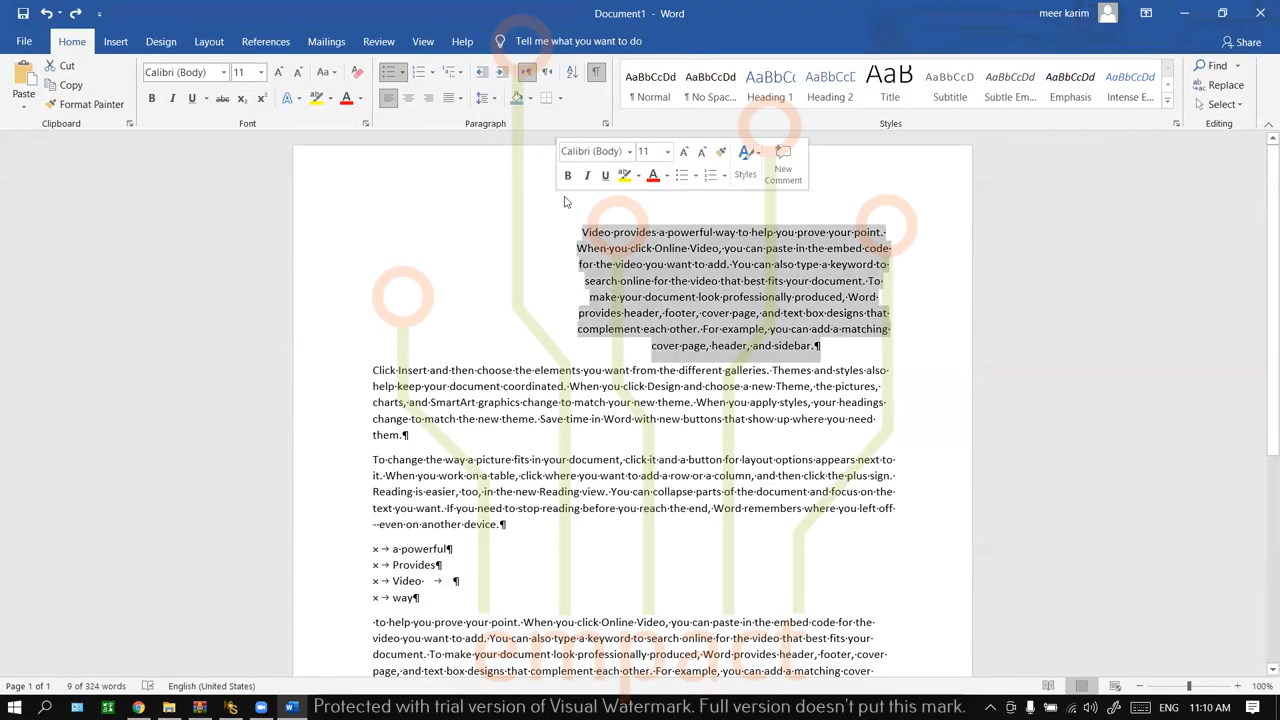 Document1 - Word
meer karim
File Home Insert Design Layout References Mailings Review View Help Tell me what you want to do Share
Paste
Cut
Copy
Format Painter
Clipboard
Calibri (Body) 11
Font
Paragraph
AaBbCcDd AaBbCcDd AaBbCc AaBbCcD AaB AaBbCcD AaBbCcDd AaBbCcDd AaBbCcDd
¶ Normal ¶ No Spac... Heading 1 Heading 2 Title Subtitle Subtle Em... Emphasis Intense E...
Styles
Find
Replace
Select
Editing
Calibri (Body) 11
Styles
New Comment
Video·provides·a·powerful·way·to·help·you·prove·your·point.·
When·you·click·Online·Video,·you·can·paste·in·the·embed·code·
for·the·video·you·want·to·add.·You·can·also·type·a·keyword·to·
search·online·for·the·video·that·best·fits·your·document.·To·
make·your·document·look·professionally·produced,·Word·
provides·header,·footer,·cover·page,·and·text·box·designs·that·
complement·each·other.·For·example,·you·can·add·a·matching·
cover·page,·header,·and·sidebar.¶
Click·Insert·and·then·choose·the·elements·you·want·from·the·different·galleries.·Themes·and·styles·also·
help·keep·your·document·coordinated.·When·you·click·Design·and·choose·a·new·Theme,·the·pictures,·
charts,·and·SmartArt·graphics·change·to·match·your·new·theme.·When·you·apply·styles,·your·headings·
change·to·match·the·new·theme.·Save·time·in·Word·with·new·buttons·that·show·up·where·you·need·
them.¶
To·change·the·way·a·picture·fits·in·your·document,·click·it·and·a·button·for·layout·options·appears·next·to·
it.·When·you·work·on·a·table,·click·where·you·want·to·add·a·row·or·a·column,·and·then·click·the·plus·sign.·
Reading·is·easier,·too,·in·the·new·Reading·view.·You·can·collapse·parts·of·the·document·and·focus·on·the·
text·you·want.·If·you·need·to·stop·reading·before·you·reach·the·end,·Word·remembers·where·you·left·off·
-·-even·on·another·device.¶
× → a·powerful¶
× → Provides¶
× → Video· → ¶
× → way¶
·to·help·you·prove·your·point.·When·you·click·Online·Video,·you·can·paste·in·the·embed·code·for·the·
video·you·want·to·add.·You·can·also·type·a·keyword·to·search·online·for·the·video·that·best·fits·your·
document.·To·make·your·document·look·professionally·produced,·Word·provides·header,·footer,·cover·
page,·and·text·box·designs·that·complement·each·other.·For·example,·you·can·add·a·matching·cover·
empact
Page 1 of 1 9 of 324 words English (United States) 100%
Protected with trial version of Visual Watermark. Full version doesn't put this mark.
ENG 11:10 AM